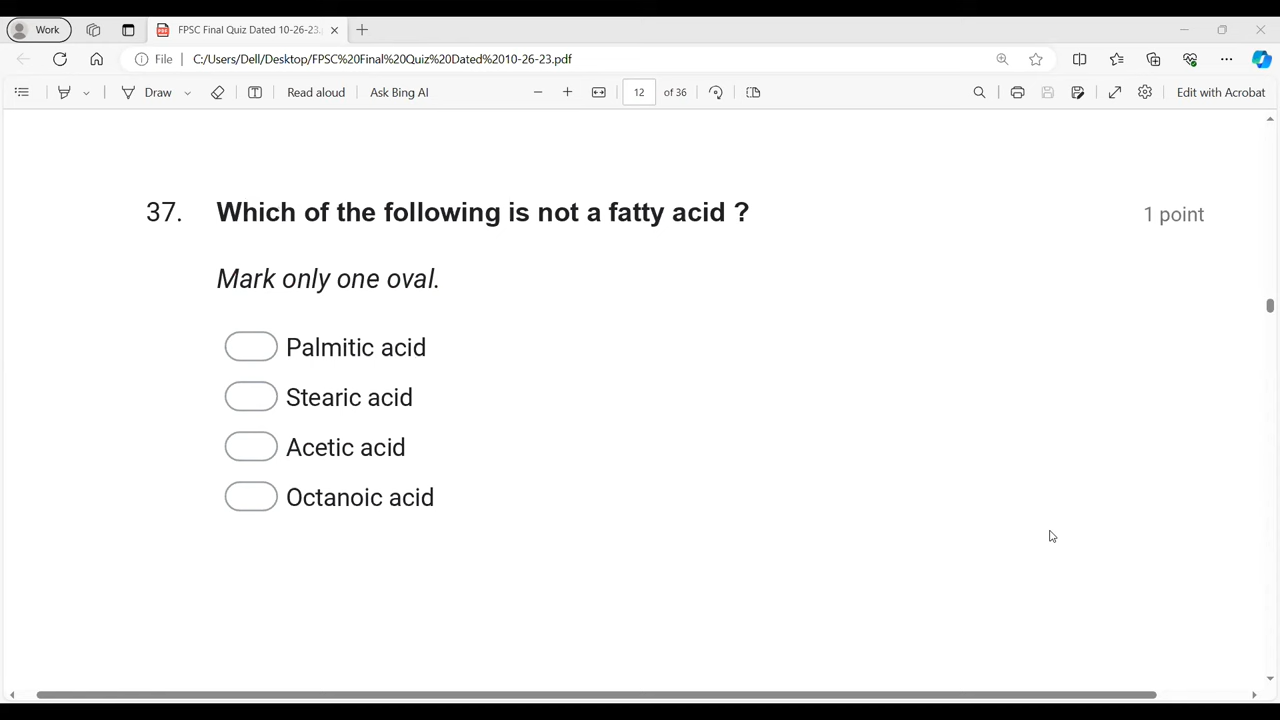 Work
FPSC Final Quiz Dated 10-26-23.
File
C:/Users/Dell/Desktop/FPSC%20Final%20Quiz%20Dated%2010-26-23.pdf
Draw
Read aloud
Ask Bing AI
12
of 36
Edit with Acrobat
37. Which of the following is not a fatty acid ?
1 point
Mark only one oval.
Palmitic acid
Stearic acid
Acetic acid
Octanoic acid